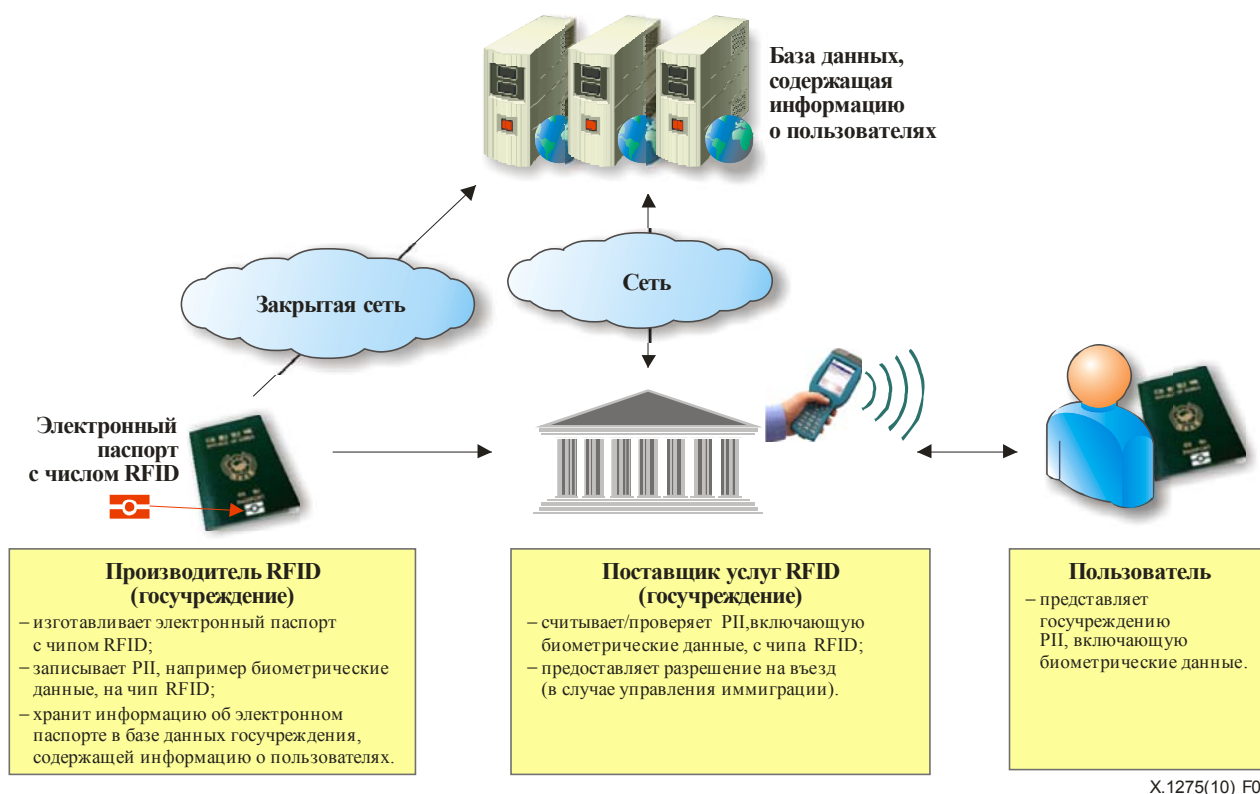 База данных,
содержащая
информацию
о пользователях
Закрытая сеть
Сеть
Электронный
паспорт
с числом RFID
Производитель RFID
(госучреждение)
– изготавливает электронный паспорт
с чипом RFID;
– записывает PII, например биометрические
данные, на чип RFID;
– хранит информацию об электронном
паспорте в базе данных госучреждения,
содержащей информацию о пользователях.
Поставщик услуг RFID
(госучреждение)
– считывает/проверяет PII,включающую
биометрические данные, с чипа RFID;
– предоставляет разрешение на въезд
(в случае управления иммиграции).
Пользователь
– представляет
госучреждению
PII, включающую
биометрические данные.
X.1275(10)_F0